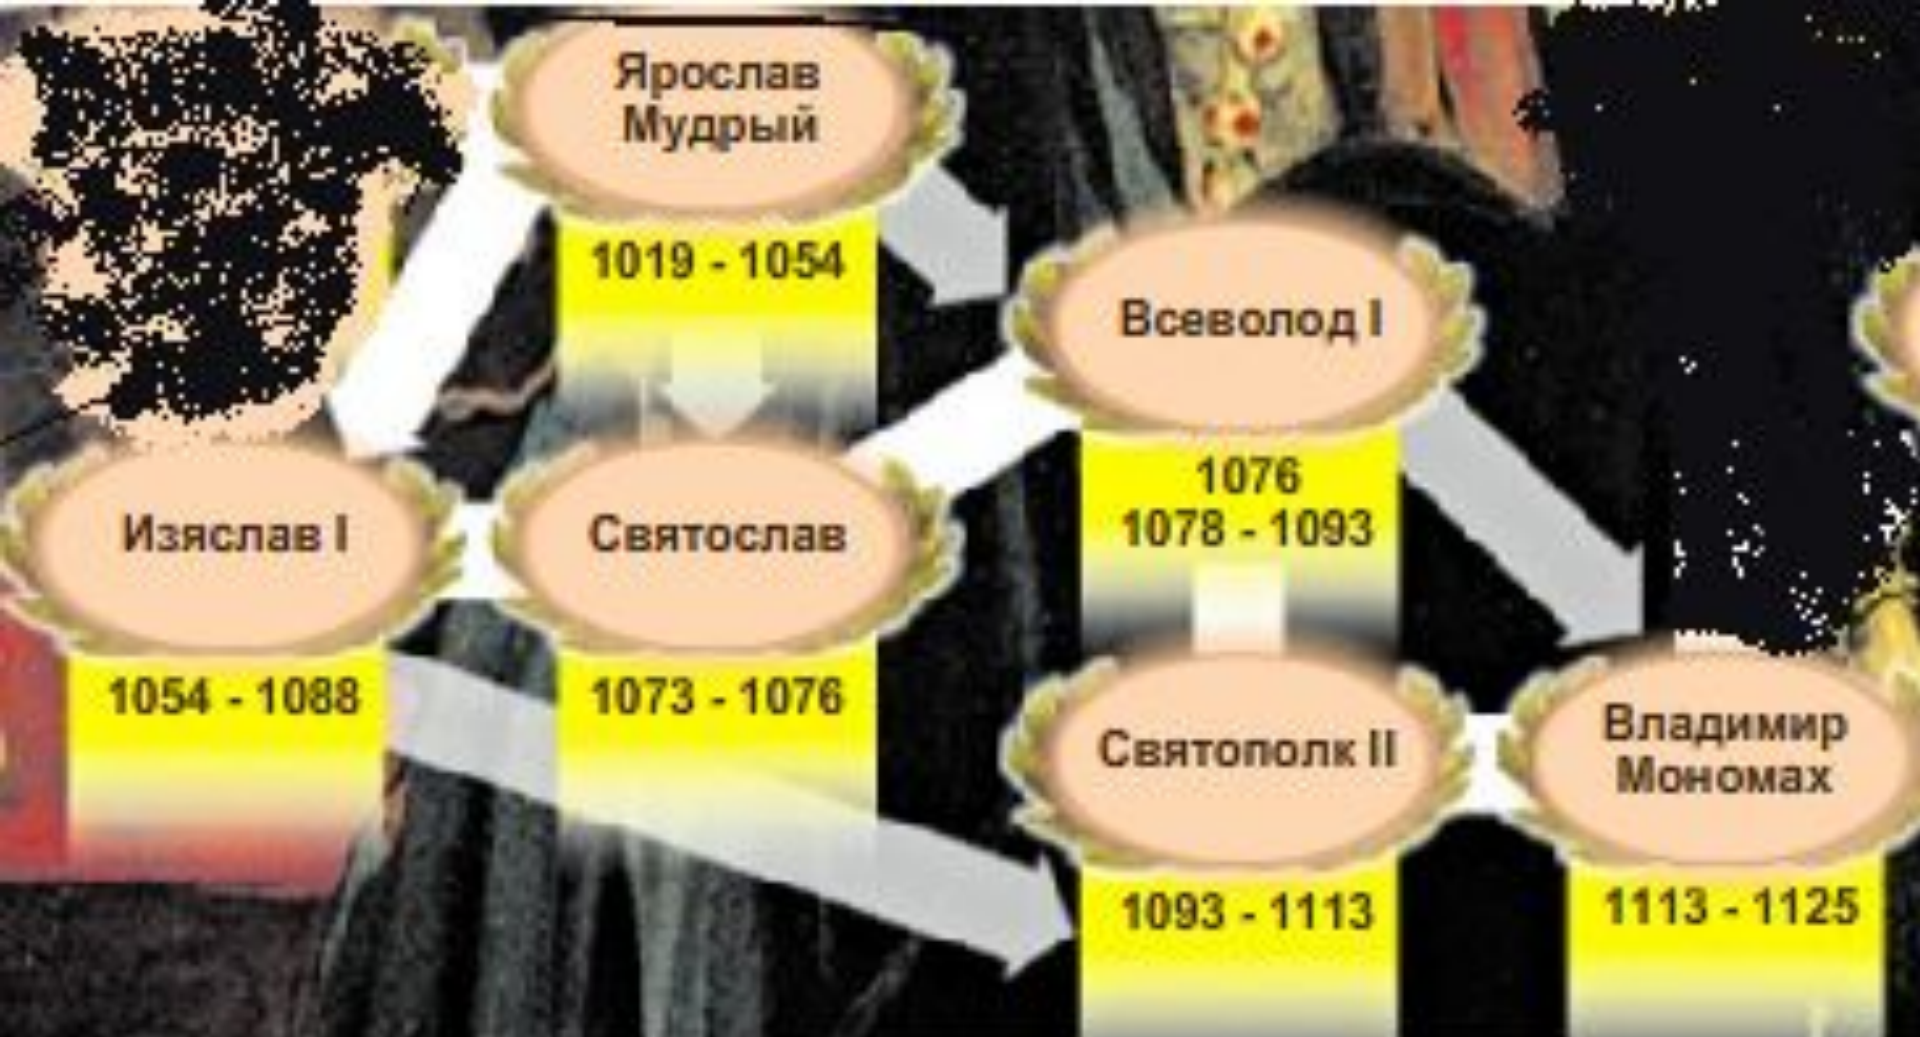 Ярослав
Мудрый
1019 - 1054
Всеволод I
1076
1078 - 1093
Изяслав I
1054 - 1088
Святослав
1073 - 1076
Святополк II
1093 - 1113
Владимир
Мономах
1113 - 1125